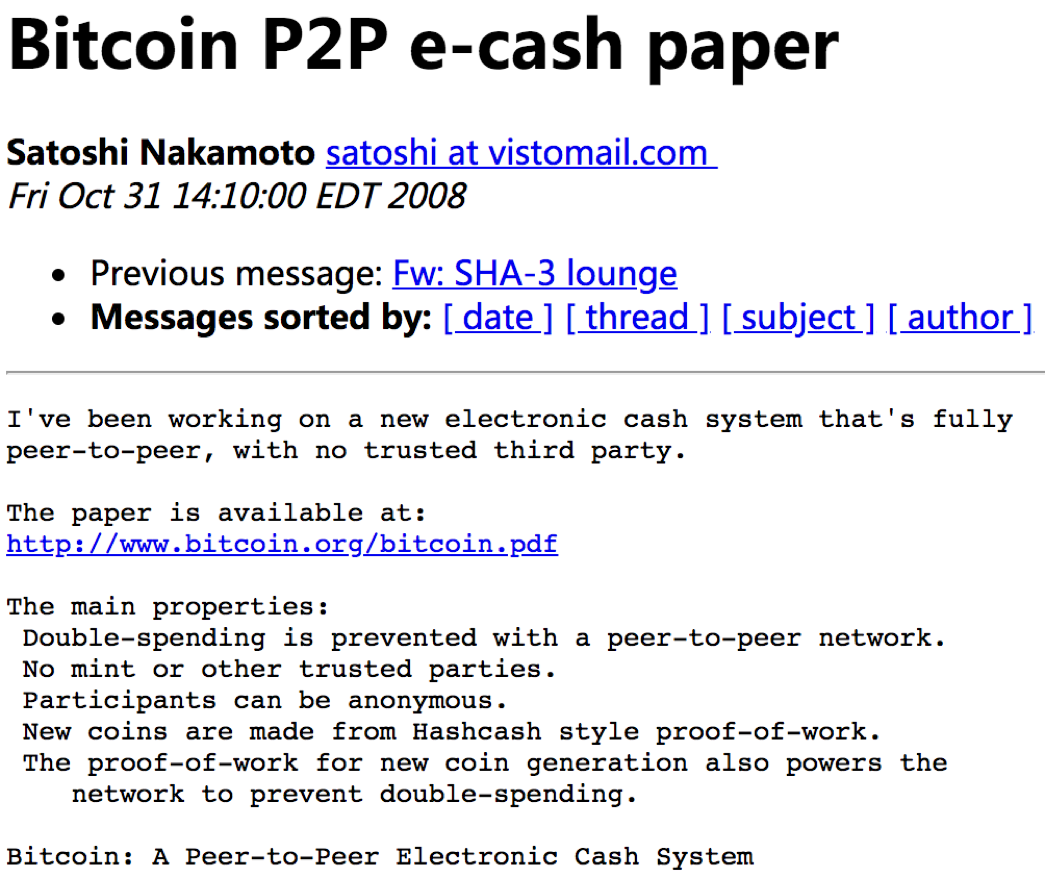 Bitcoin P2P e-cash paper
Satoshi Nakamoto satoshi at vistomail.com
Fri Oct 31 14:10:00 EDT 2008
• Previous message: Fw: SHA-3 lounge
• Messages sorted by: [ date ] [ thread ] [ subject ] [ author ]
I've been working on a new electronic cash system that's fully
peer-to-peer, with no trusted third party.
The paper is available at:
http://www.bitcoin.org/bitcoin.pdf
The main properties:
Double-spending is prevented with a peer-to-peer network.
No mint or other trusted parties.
Participants can be anonymous.
New coins are made from Hashcash style proof-of-work.
The proof-of-work for new coin generation also powers the
network to prevent double-spending.
Bitcoin: A Peer-to-Peer Electronic Cash System